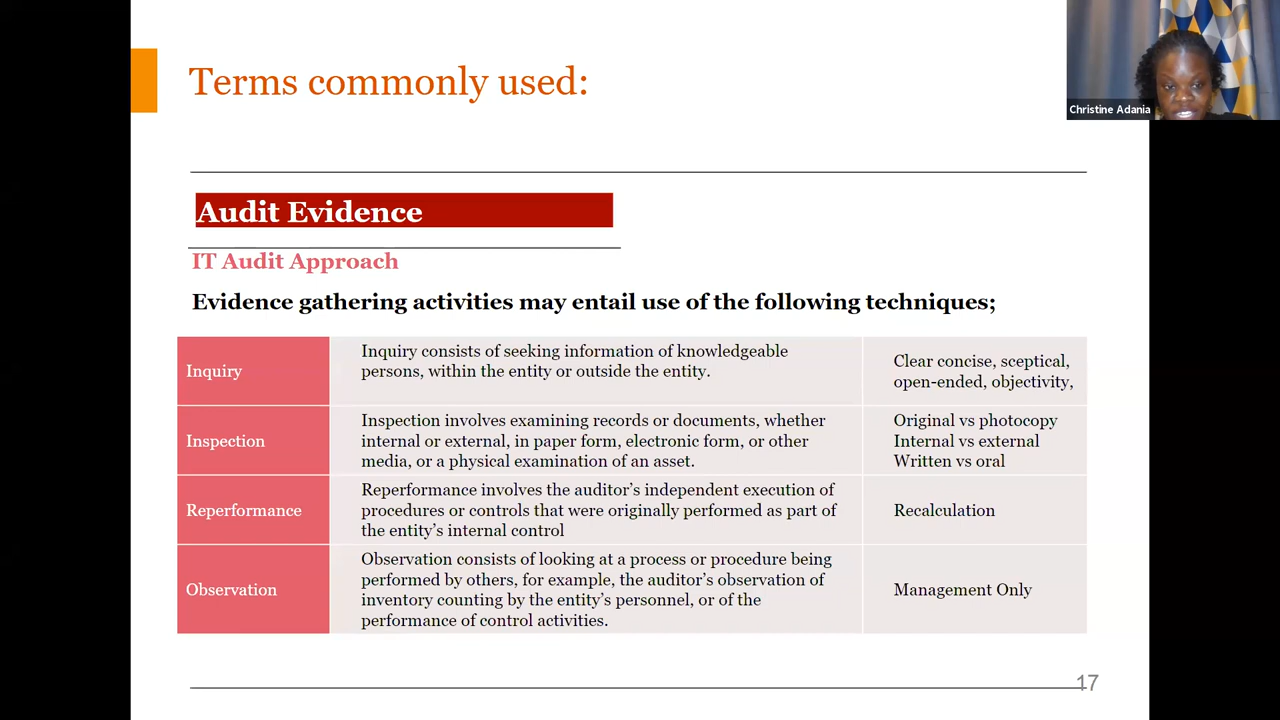 Terms commonly used:
Christine Adania
Audit Evidence
IT Audit Approach
Evidence gathering activities may entail use of the following techniques;
Inquiry
Inquiry consists of seeking information of knowledgeable
persons, within the entity or outside the entity.
Clear concise, sceptical,
open-ended, objectivity,
Inspection
Inspection involves examining records or documents, whether
internal or external, in paper form, electronic form, or other
media, or a physical examination of an asset.
Original vs photocopy
Internal vs external
Written vs oral
Reperformance
Reperformance involves the auditor’s independent execution of
procedures or controls that were originally performed as part of
the entity’s internal control
Recalculation
Observation
Observation consists of looking at a process or procedure being
performed by others, for example, the auditor’s observation of
inventory counting by the entity’s personnel, or of the
performance of control activities.
Management Only
17